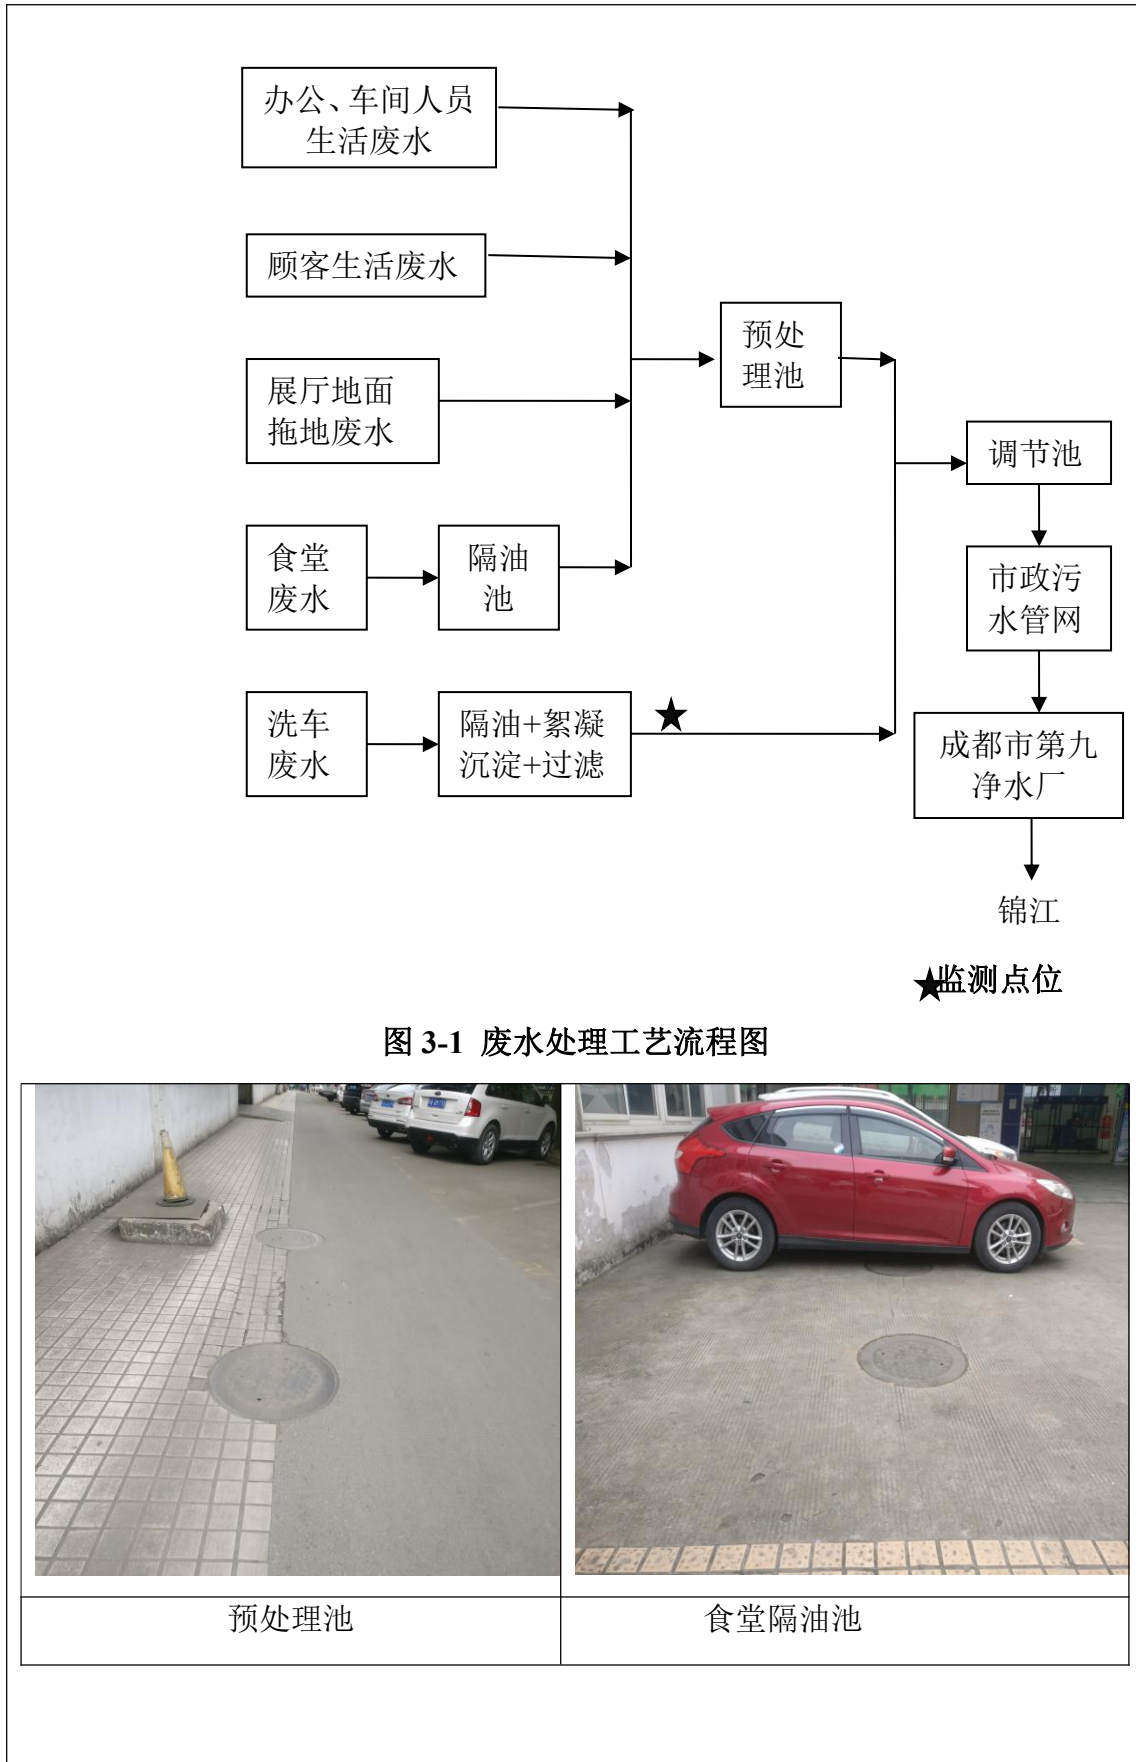 办公、车间人员
生活废水
顾客生活废水
展厅地面
拖地废水
食堂
废水
隔油
池
洗车
废水
隔油+絮凝
沉淀+过滤
预处
理池
调节池
市政污
水管网
成都市第九
净水厂
锦江
★监测点位
图 3-1 废水处理工艺流程图
预处理池
食堂隔油池